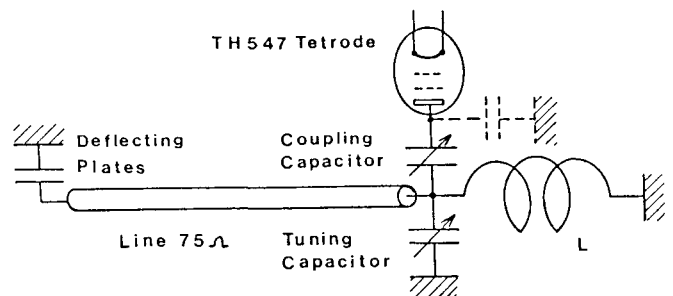 TH547 Tetrode
Deflecting
Plates
Coupling
Capacitor
Line 75Ω
Tuning
Capacitor
L